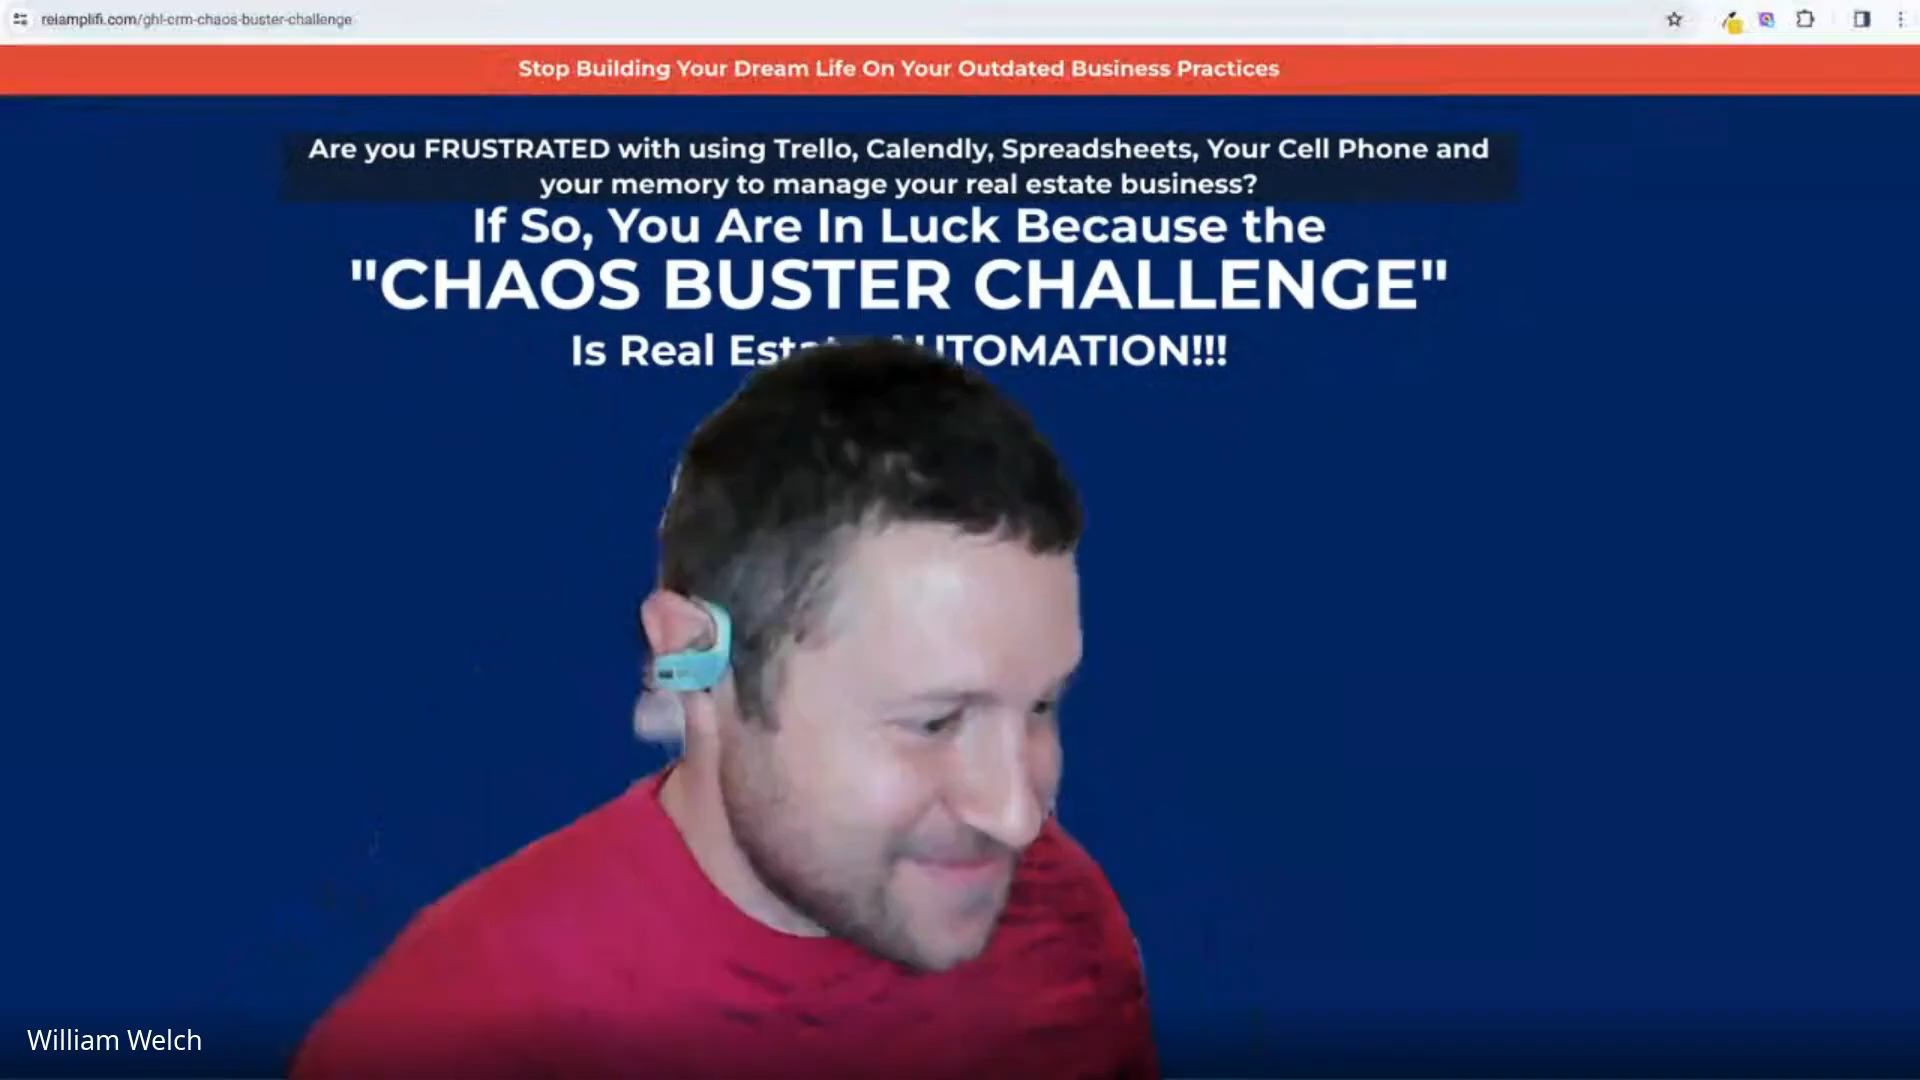 reiamplifi.com/ghl-crm-chaos-buster-challenge
Stop Building Your Dream Life On Your Outdated Business Practices
Are you FRUSTRATED with using Trello, Calendly, Spreadsheets, Your Cell Phone and
your memory to manage your real estate business?
If So, You Are In Luck Because the
"CHAOS BUSTER CHALLENGE"
Is Real Estate AUTOMATION!!!
William Welch